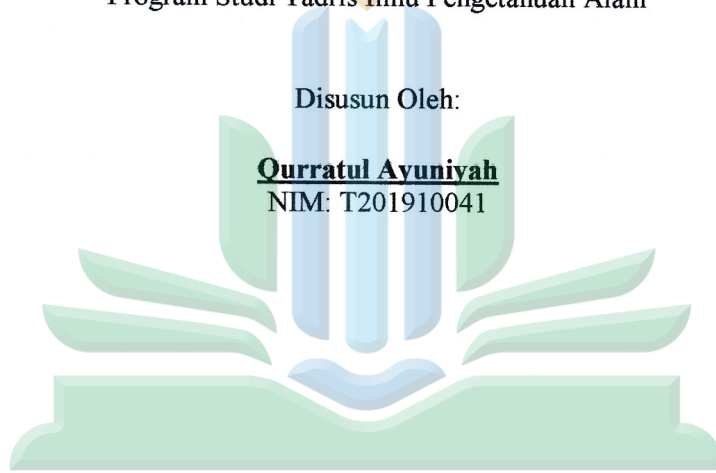 Program Studi Tadris Ilmu Pengetahuan Alam
Disusun Oleh:
Qurratul Ayuniyah
NIM: T201910041